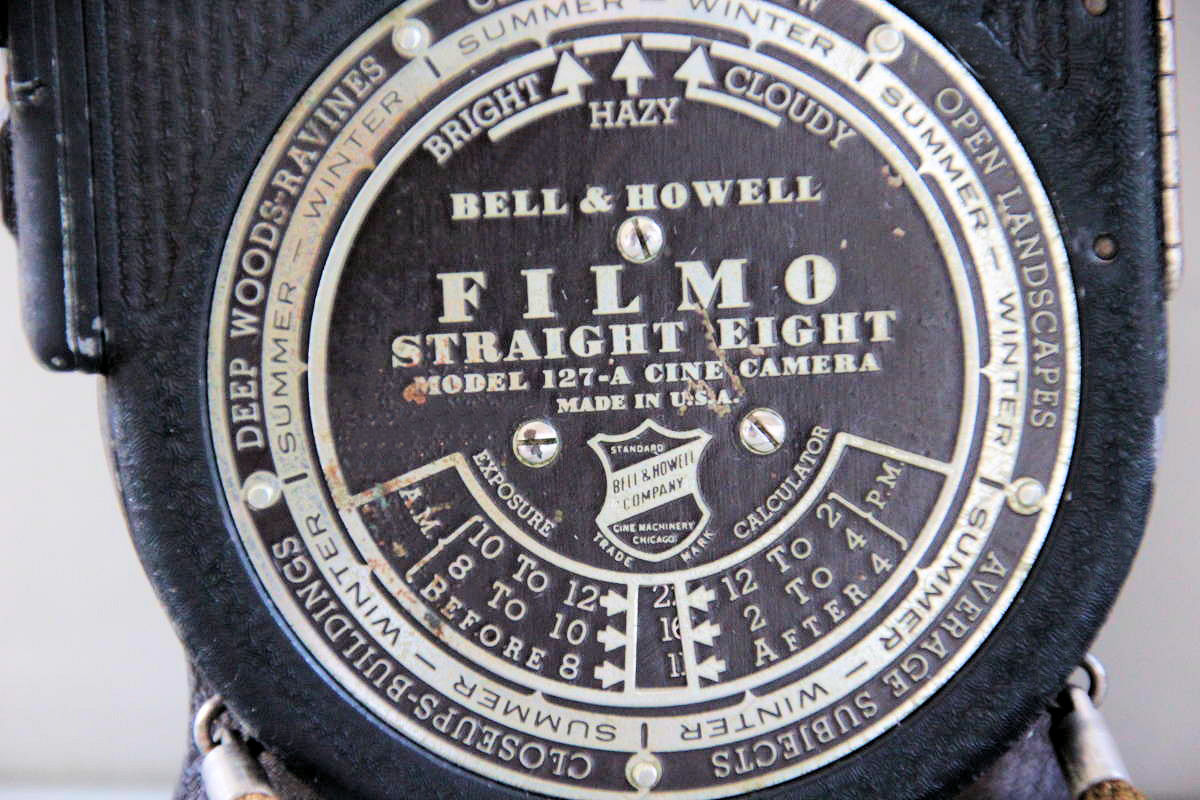 SUMMER – WINTER
OPEN LANDSCAPES
SUMMER – WINTER
AVERAGE SUBJECTS
SUMMER – WINTER
CLOSEUPS-BUILDINGS
SUMMER – WINTER
DEEP WOODS-RAVINES
SUMMER – WINTER
BRIGHT
HAZY
CLOUDY
BELL & HOWELL
FILMO
STRAIGHT EIGHT
MODEL 127-A CINE CAMERA
MADE IN U.S.A.
STANDARD
BELL & HOWELL
COMPANY
CINE MACHINERY
CHICAGO
TRADE MARK
EXPOSURE CALCULATOR
A.M.
10 TO 12
8 TO 10
BEFORE 8
16
11
P.M.
12 TO 2
2 TO 4
AFTER 4